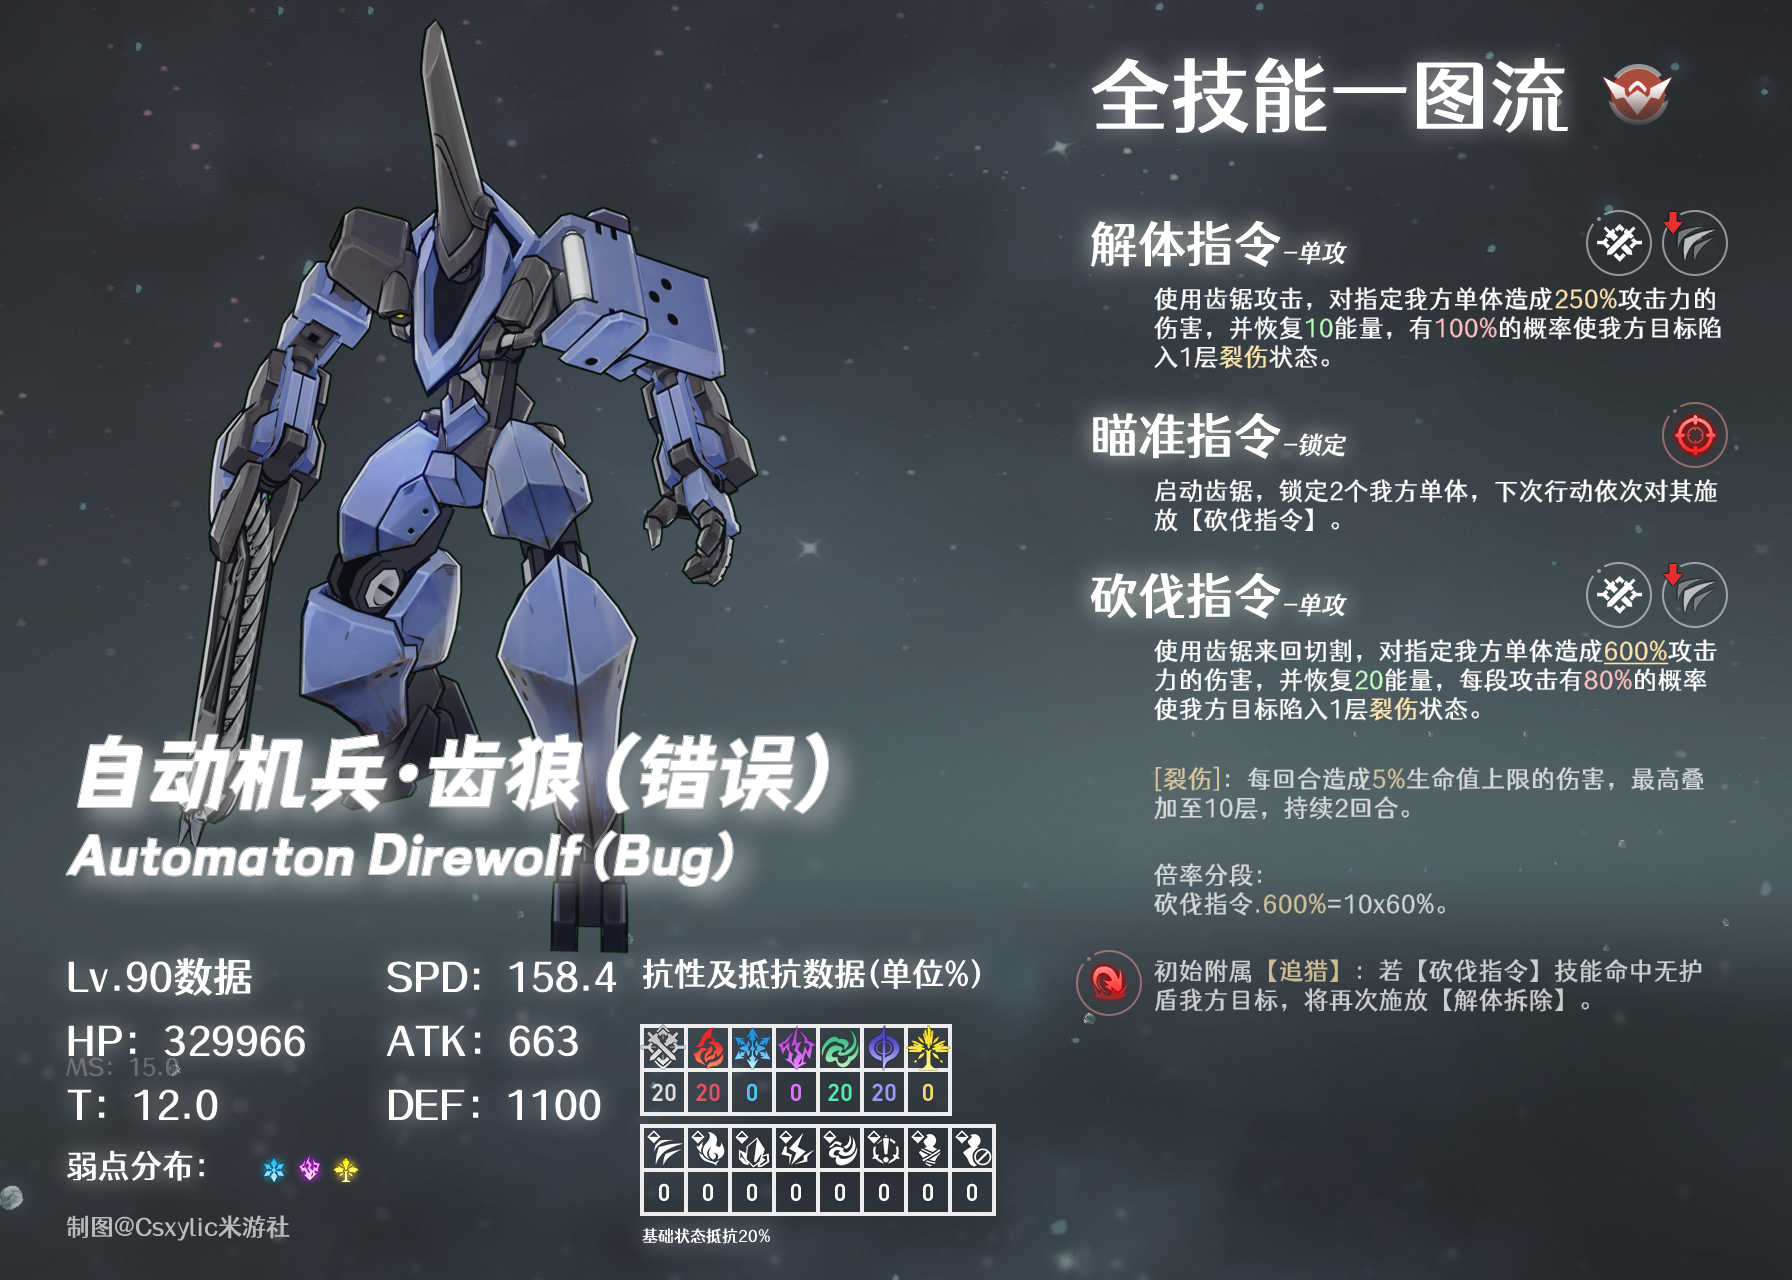 全技能一图流
解体指令-单攻
使用齿锯攻击，对指定我方单体造成250%攻击力的
伤害，并恢复10能量，有100%的概率使我方目标陷
入1层裂伤状态。
瞄准指令-锁定
启动齿锯，锁定2个我方单体，下次行动依次对其施
放【砍伐指令】。
砍伐指令-单攻
使用齿锯来回切割，对指定我方单体造成600%攻击
力的伤害，并恢复20能量，每段攻击有80%的概率
使我方目标陷入1层裂伤状态。
[裂伤]：每回合造成5%生命值上限的伤害，最高叠
加至10层，持续2回合。
倍率分段：
砍伐指令.600%=10x60%。
初始附属【追猎】：若【砍伐指令】技能命中无护
盾我方目标，将再次施放【解体拆除】。
自动机兵·齿狼（错误）
Automaton Direwolf (Bug)
Lv.90数据
SPD：158.4
HP：329966
ATK：663
MS：15.0
T：12.0
DEF：1100
弱点分布：
制图@Csxylic米游社
抗性及抵抗数据(单位%)
20 20 0 0 20 20 0
0 0 0 0 0 0 0 0
基础状态抵抗20%